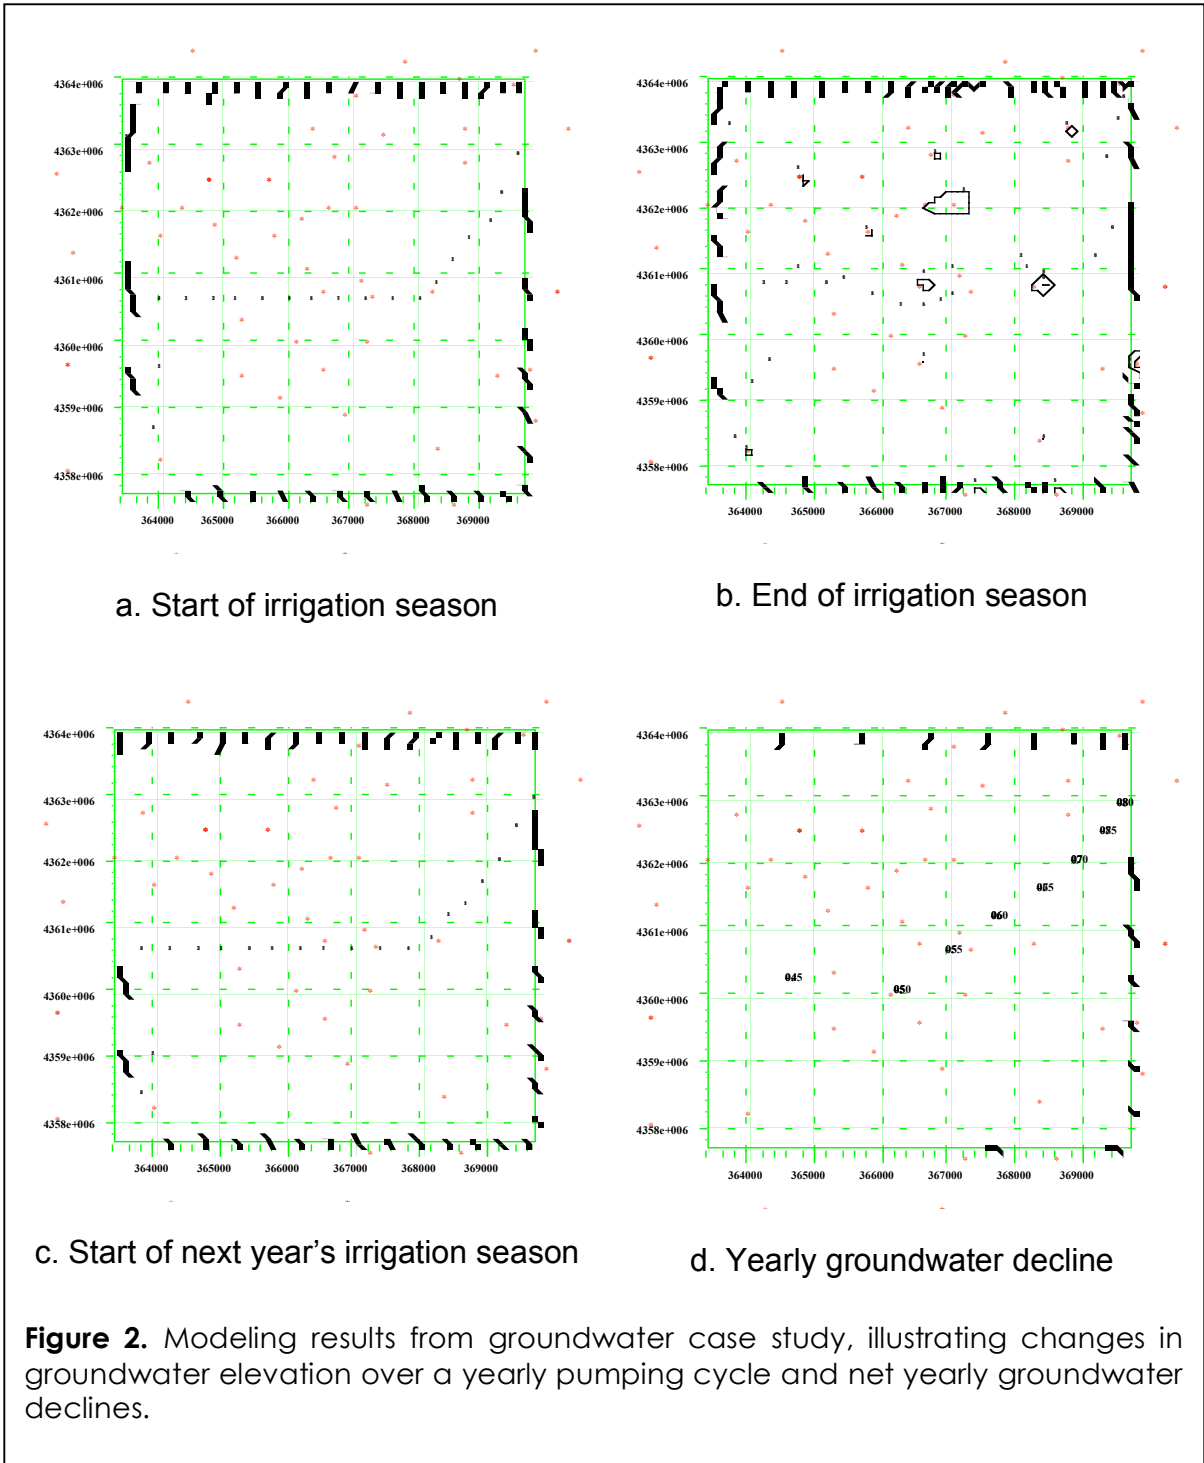 4364e+006
4363e+006
4362e+006
4361e+006
4360e+006
4359e+006
4358e+006
364000 365000 366000 367000 368000 369000
a. Start of irrigation season
4364e+006
4363e+006
4362e+006
4361e+006
4360e+006
4359e+006
4358e+006
364000 365000 366000 367000 368000 369000
b. End of irrigation season
4364e+006
4363e+006
4362e+006
4361e+006
4360e+006
4359e+006
4358e+006
364000 365000 366000 367000 368000 369000
c. Start of next year's irrigation season
4364e+006
4363e+006
4362e+006
4361e+006
4360e+006
4359e+006
4358e+006
364000 365000 366000 367000 368000 369000
d. Yearly groundwater decline
Figure 2. Modeling results from groundwater case study, illustrating changes in
groundwater elevation over a yearly pumping cycle and net yearly groundwater
declines.